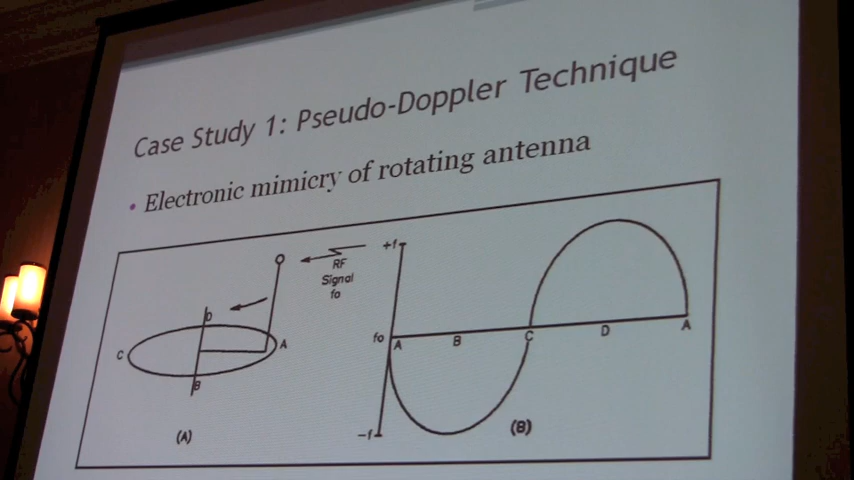 Case Study 1: Pseudo-Doppler Technique
• Electronic mimicry of rotating antenna
RF
Signal
fo
D
C
A
B
(A)
+f
fo
A
B
C
D
A
-f
(B)